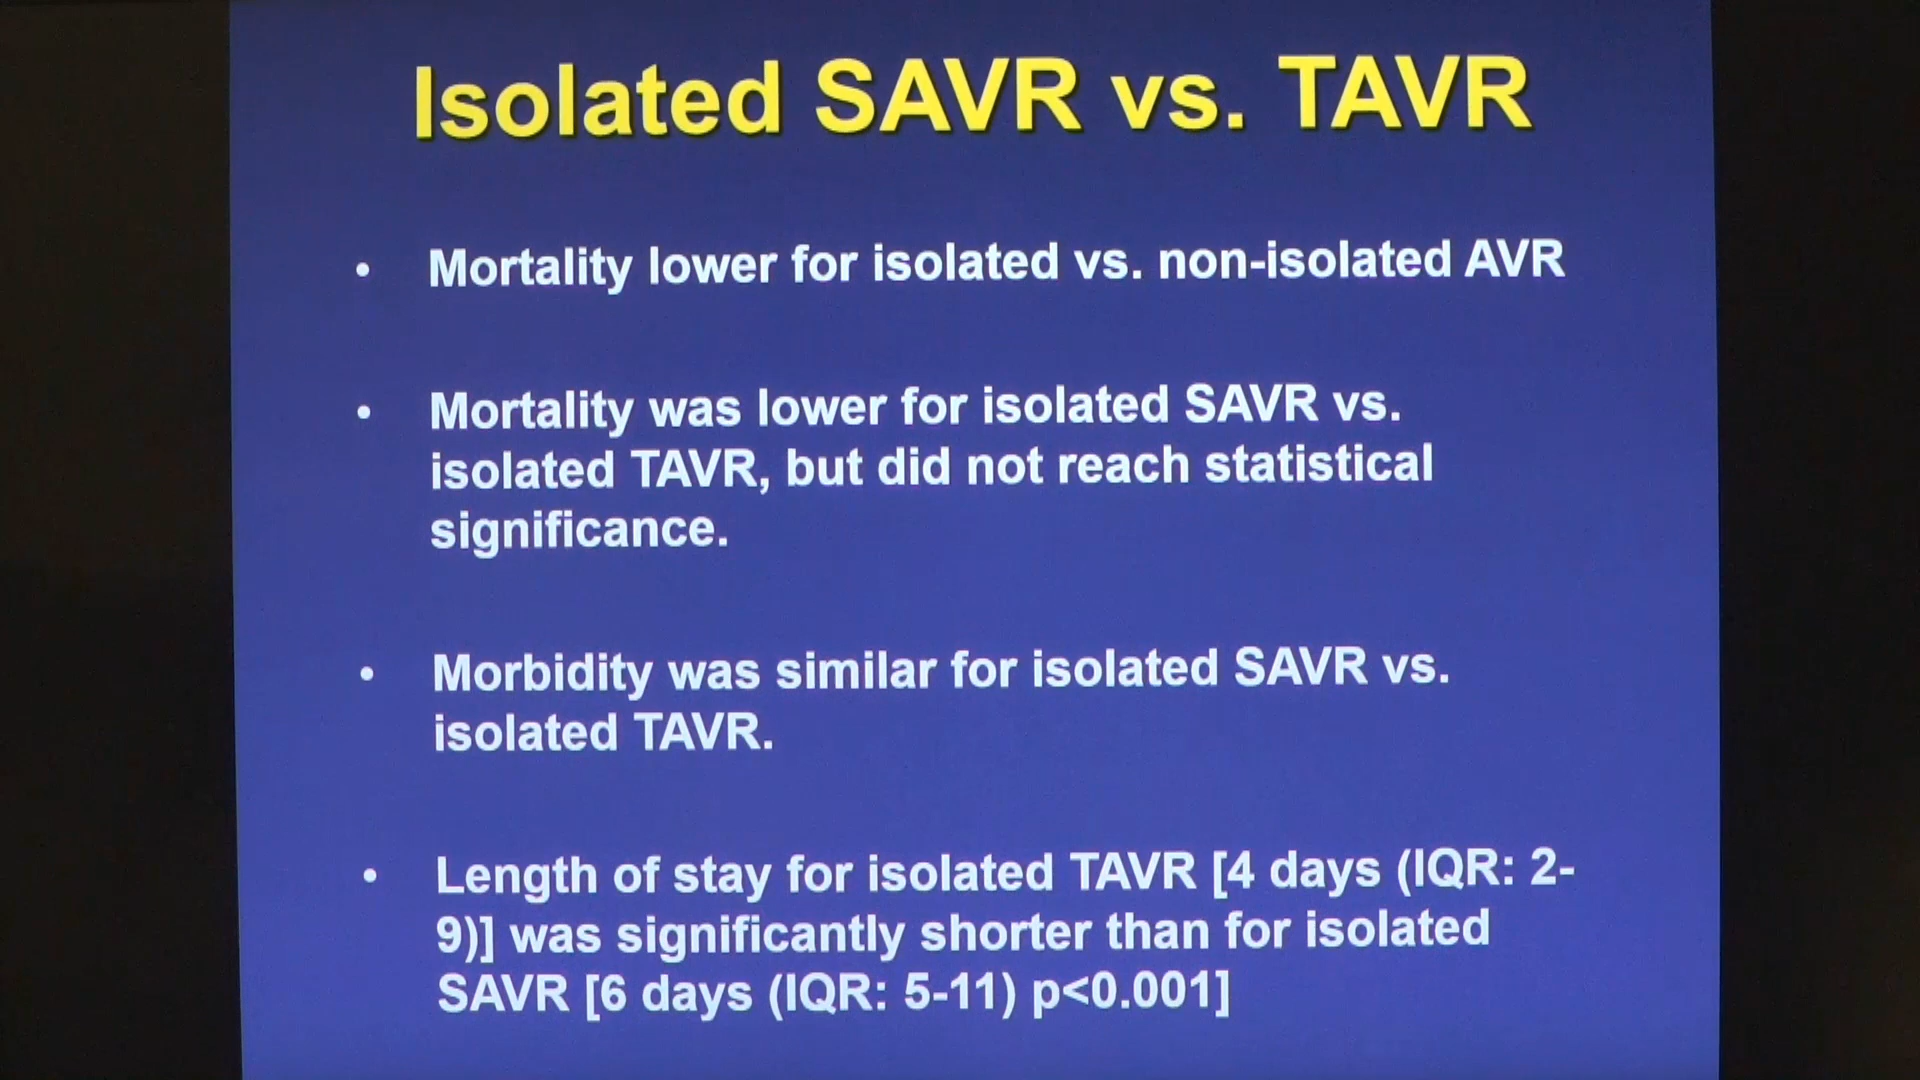 Isolated SAVR vs. TAVR
• Mortality lower for isolated vs. non-isolated AVR
• Mortality was lower for isolated SAVR vs.
isolated TAVR, but did not reach statistical
significance.
• Morbidity was similar for isolated SAVR vs.
isolated TAVR.
• Length of stay for isolated TAVR [4 days (IQR: 2-
9)] was significantly shorter than for isolated
SAVR [6 days (IQR: 5-11) p<0.001]